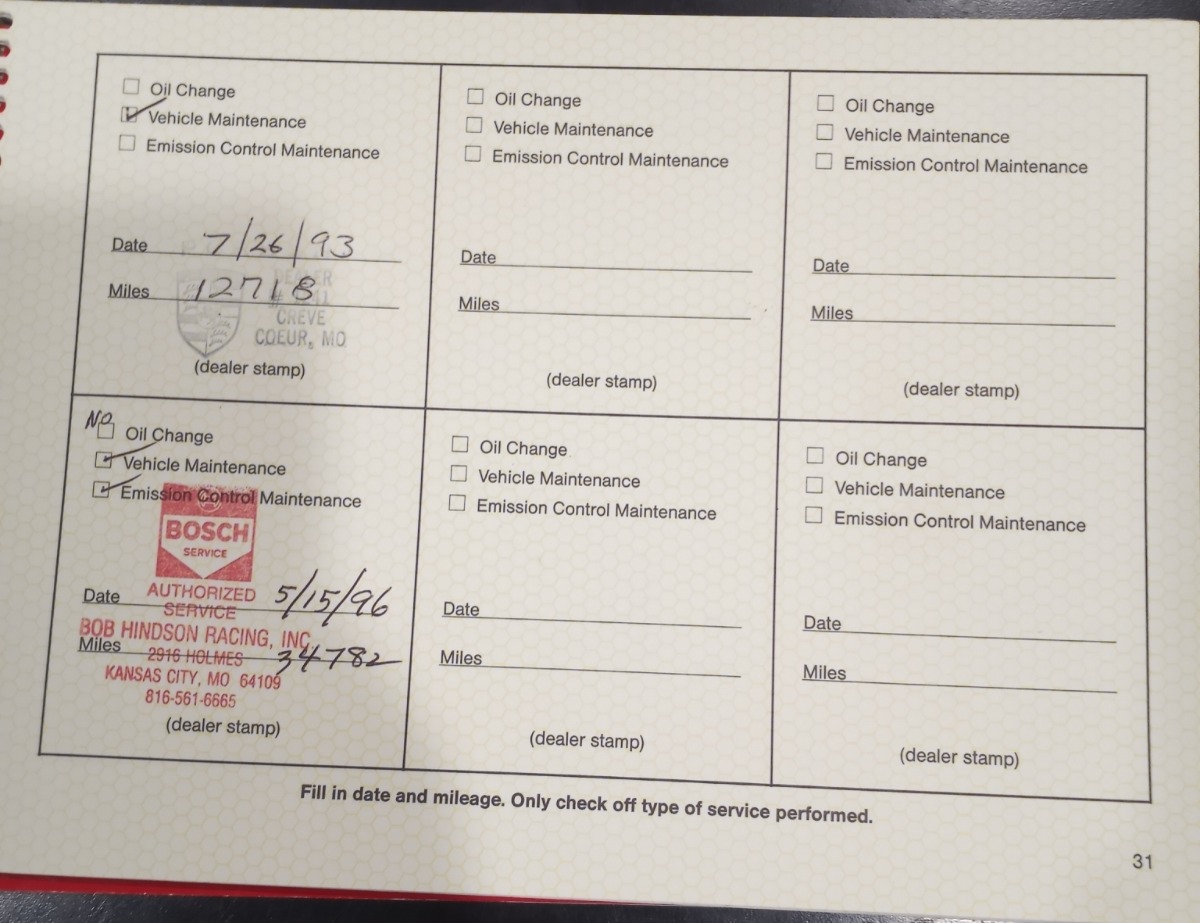 Oil Change
Vehicle Maintenance
Emission Control Maintenance
Date 7/26/93
Miles 12718
DEALER
CREVE
COEUR, MO
(dealer stamp)
Oil Change
Vehicle Maintenance
Emission Control Maintenance
Date
Miles
(dealer stamp)
Oil Change
Vehicle Maintenance
Emission Control Maintenance
Date
Miles
(dealer stamp)
NO Oil Change
Vehicle Maintenance
Emission Control Maintenance
BOSCH
SERVICE
Date AUTHORIZED 5/15/96
SERVICE
BOB HINDSON RACING, INC
Miles 2916 HOLMES 34782
KANSAS CITY, MO 64109
816-561-6665
(dealer stamp)
Oil Change
Vehicle Maintenance
Emission Control Maintenance
Date
Miles
(dealer stamp)
Oil Change
Vehicle Maintenance
Emission Control Maintenance
Date
Miles
(dealer stamp)
Fill in date and mileage. Only check off type of service performed.
31